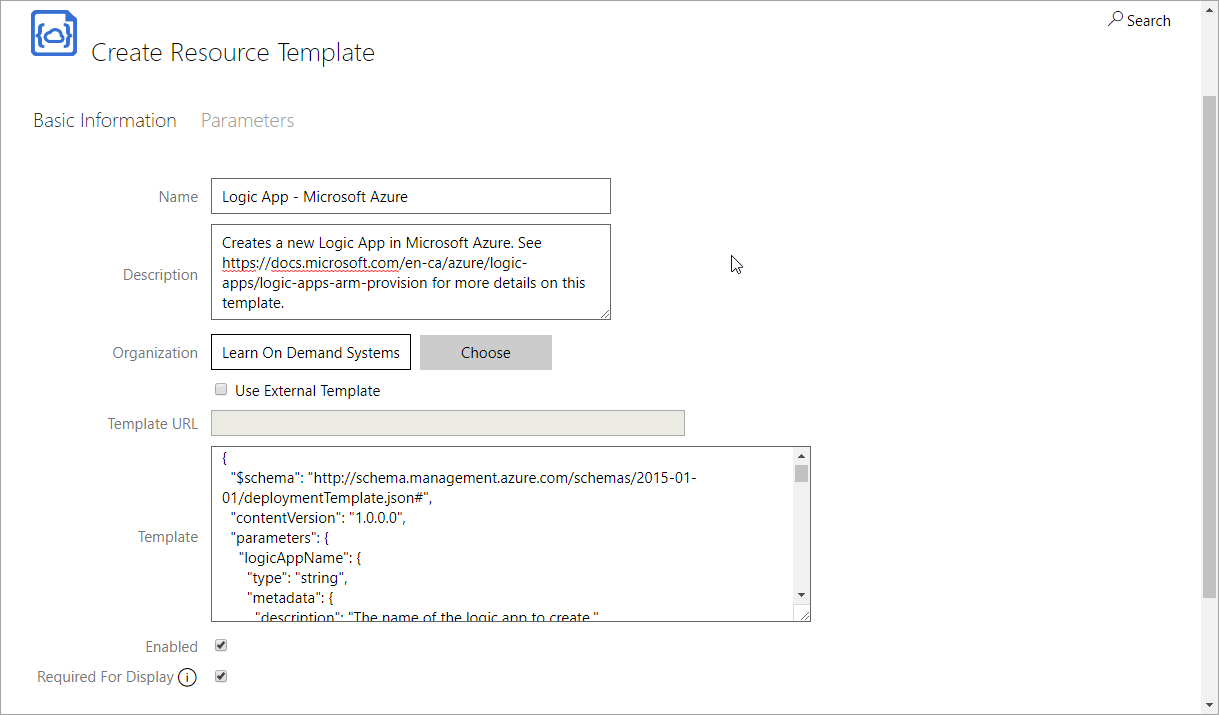 Search
Create Resource Template
Basic Information Parameters
Name Logic App - Microsoft Azure
Creates a new Logic App in Microsoft Azure. See
https://docs.microsoft.com/en-ca/azure/logic-
Description
apps/logic-apps-arm-provision for more details on this
template.
Organization Learn On Demand Systems Choose
Use External Template
Template URL
{
"$schema": "http://schema.management.azure.com/schemas/2015-01-
01/deploymentTemplate.json#",
"contentVersion": "1.0.0.0",
Template
"parameters": {
"logicAppName": {
"type": "string",
"metadata": {
"description": "The name of the logic app to create."
Enabled
Required For Display i